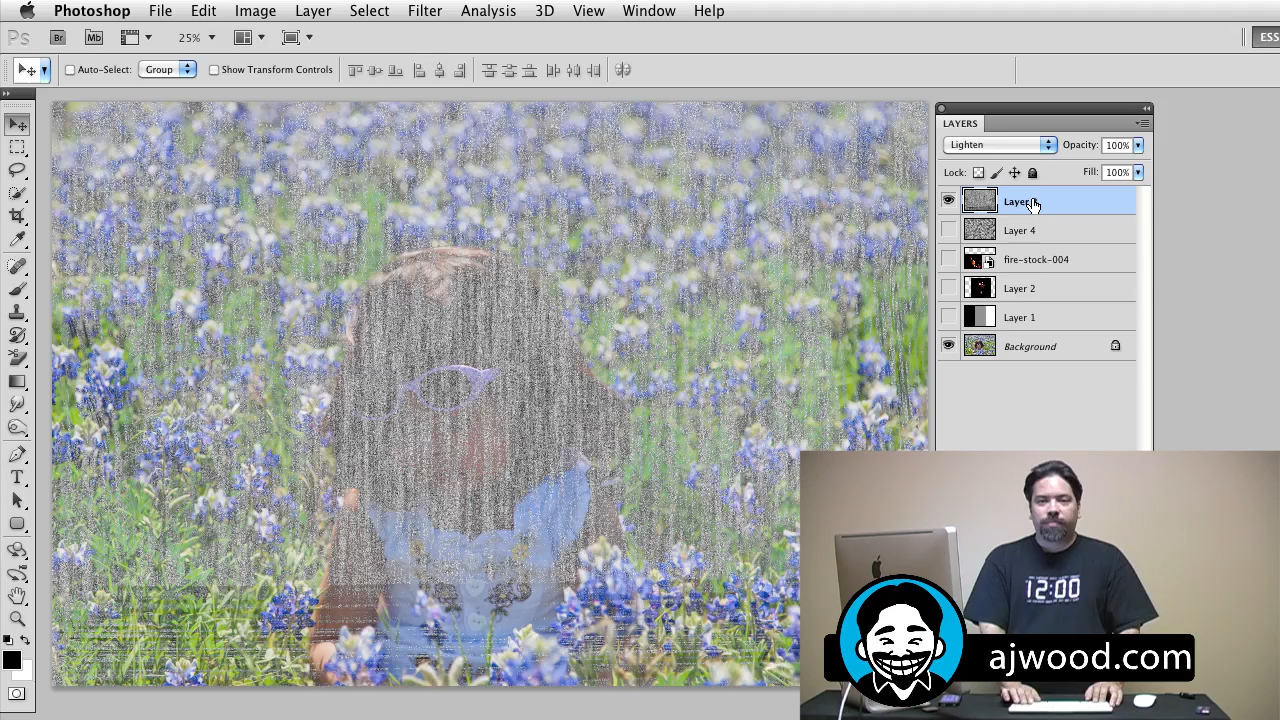 Photoshop File Edit Image Layer Select Filter Analysis 3D View Window Help
Ps Br Mb 25% ESS
Auto-Select: Group Show Transform Controls
LAYERS
Lighten Opacity: 100%
Lock: Fill: 100%
Layer
Layer 4
fire-stock-004
Layer 2
Layer 1
Background
T
12:00
ajwood.com